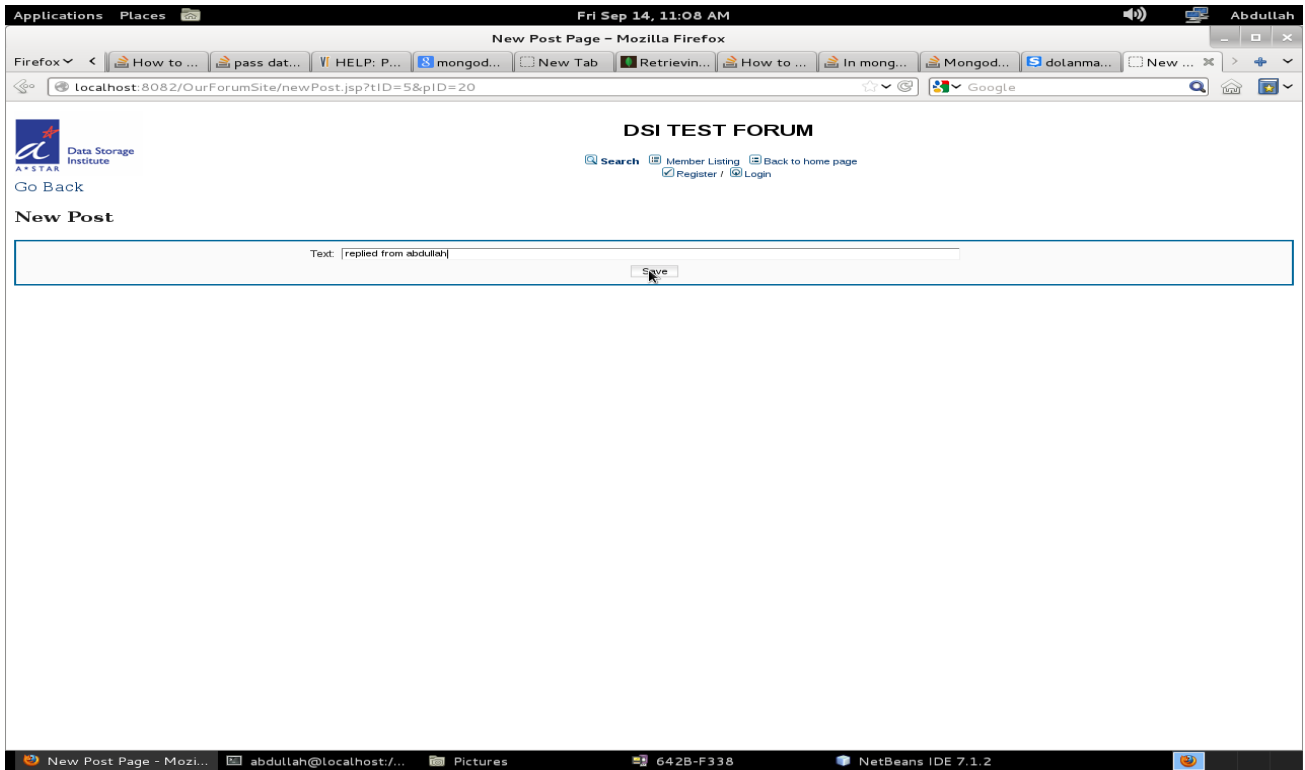 Applications Places Fri Sep 14, 11:08 AM Abdullah
New Post Page – Mozilla Firefox
Firefox How to ... pass dat... HELP: P... mongod... New Tab Retrievin... How to ... In mong... Mongod... dolanma... New ...
localhost:8082/OurForumSite/newPost.jsp?tID=5&pID=20 Google
DSI TEST FORUM
Data Storage
Institute
A*STAR
Search Member Listing Back to home page
Register / Login
Go Back
New Post
Text: replied from abdullah
Save
New Post Page - Mozi... abdullah@localhost:/... Pictures 642B-F338 NetBeans IDE 7.1.2